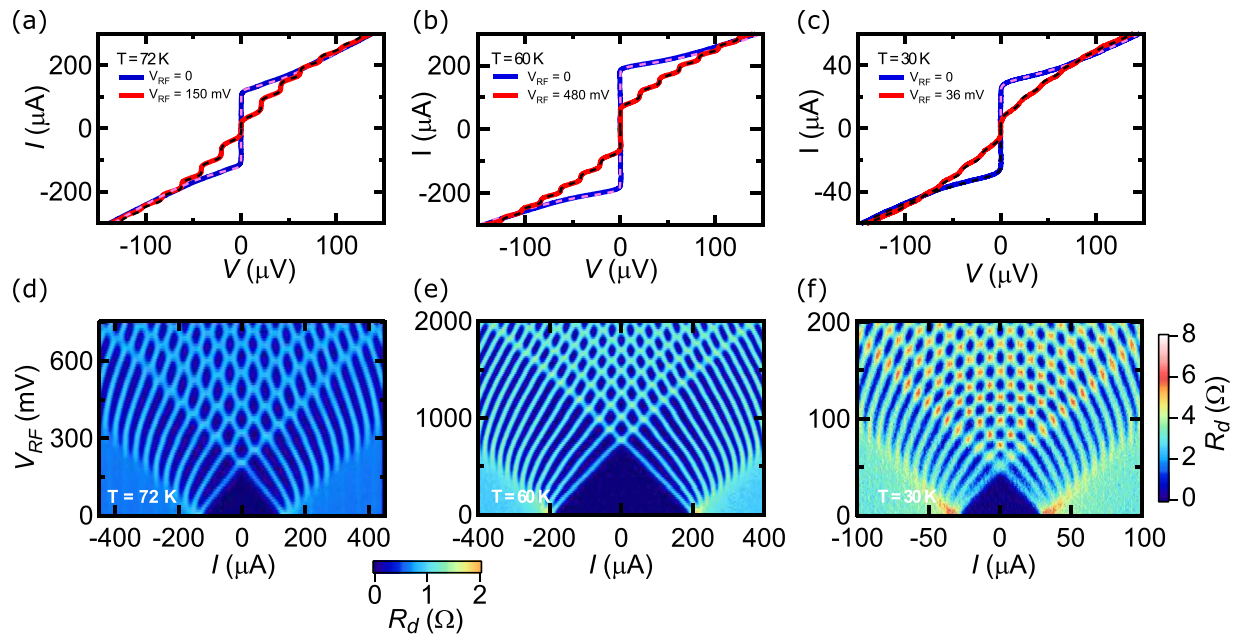 (a)
(b)
(c)
T = 72 K
V_RF = 0
V_RF = 150 mV
T = 60 K
V_RF = 0
V_RF = 480 mV
T = 30 K
V_RF = 0
V_RF = 36 mV
I (μA)
200
0
-200
-100
0
100
V (μV)
I (μA)
200
0
-200
-100
0
100
V (μV)
I (μA)
40
0
-40
-100
0
100
V (μV)
(d)
(e)
(f)
V_RF (mV)
600
300
0
T = 72 K
-400
-200
0
200
400
I (μA)
2000
1000
0
T = 60 K
-400
-200
0
200
400
I (μA)
200
150
100
50
0
T = 30 K
-100
-50
0
50
100
I (μA)
8
6
4
2
0
R_d (Ω)
0
1
2
R_d (Ω)